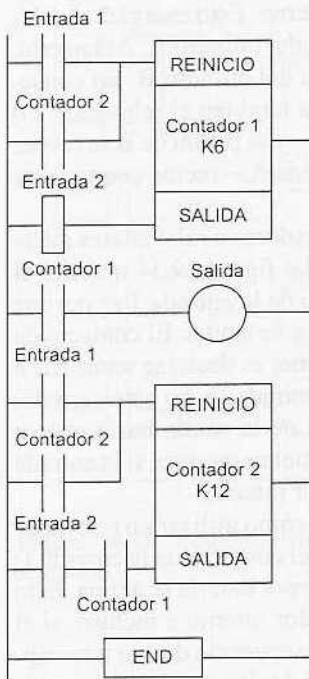 Entrada 1
REINICIO
Contador 2
Contador 1
K6
Entrada 2
SALIDA
Contador 1
Salida
Entrada 1
REINICIO
Contador 2
Contador 2
K12
Entrada 2
SALIDA
Contador 1
END